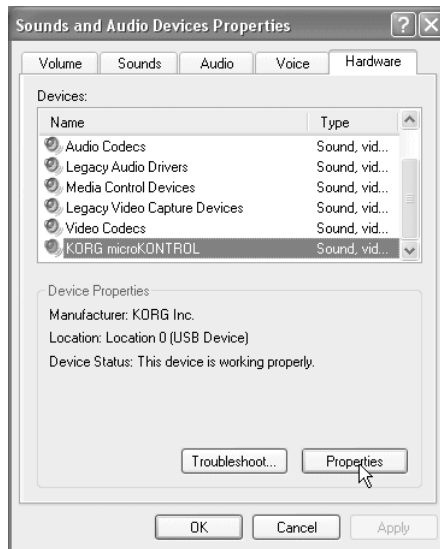 Sounds and Audio Devices Properties
Volume Sounds Audio Voice Hardware
Devices:
Name Type
Audio Codecs Sound, vid...
Legacy Audio Drivers Sound, vid...
Media Control Devices Sound, vid...
Legacy Video Capture Devices Sound, vid...
Video Codecs Sound, vid...
KORG microKONTROL Sound, vid...
Device Properties
Manufacturer: KORG Inc.
Location: Location 0 (USB Device)
Device Status: This device is working properly.
Troubleshoot... Properties
OK Cancel Apply